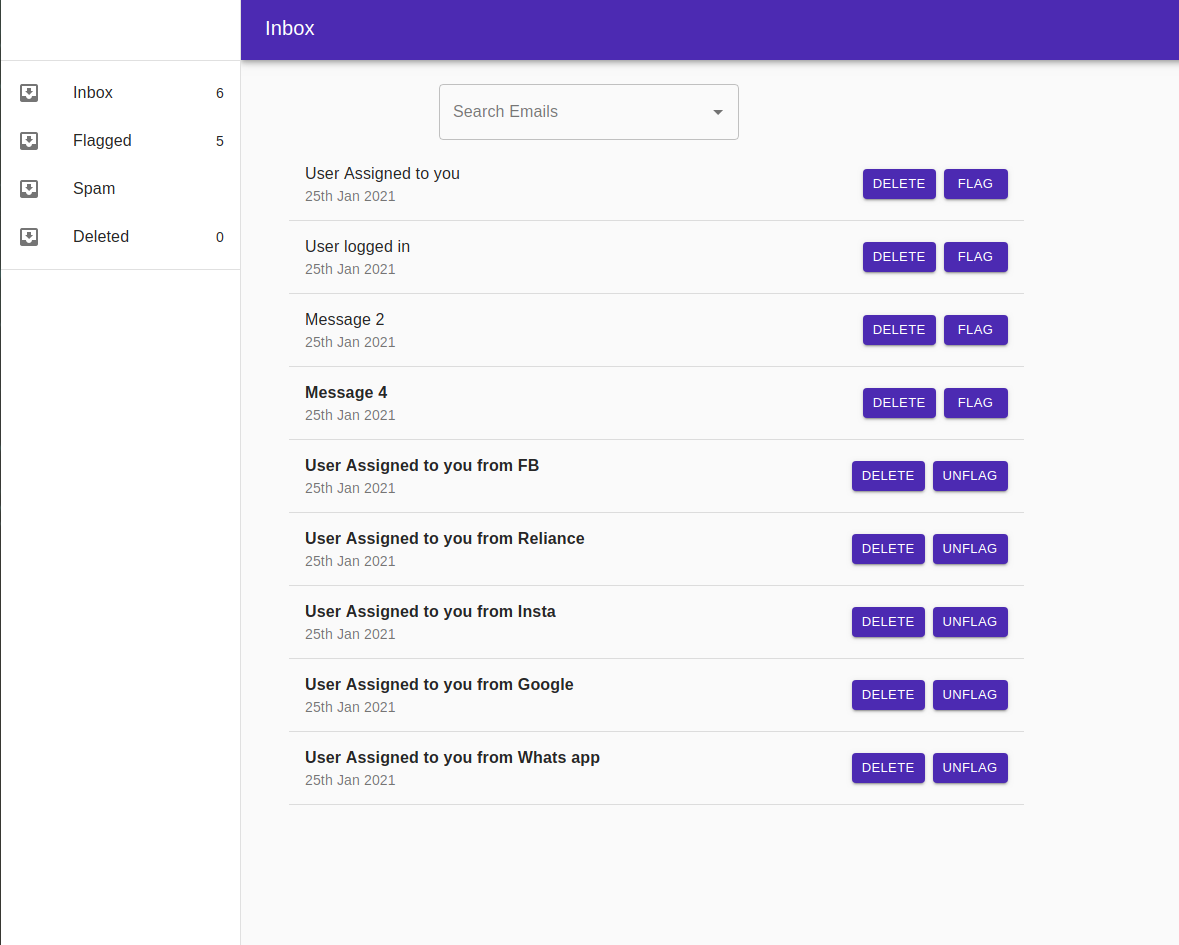 Inbox
Inbox 6
Flagged 5
Spam
Deleted 0
Search Emails
User Assigned to you
25th Jan 2021
DELETE FLAG
User logged in
25th Jan 2021
DELETE FLAG
Message 2
25th Jan 2021
DELETE FLAG
Message 4
25th Jan 2021
DELETE FLAG
User Assigned to you from FB
25th Jan 2021
DELETE UNFLAG
User Assigned to you from Reliance
25th Jan 2021
DELETE UNFLAG
User Assigned to you from Insta
25th Jan 2021
DELETE UNFLAG
User Assigned to you from Google
25th Jan 2021
DELETE UNFLAG
User Assigned to you from Whats app
25th Jan 2021
DELETE UNFLAG